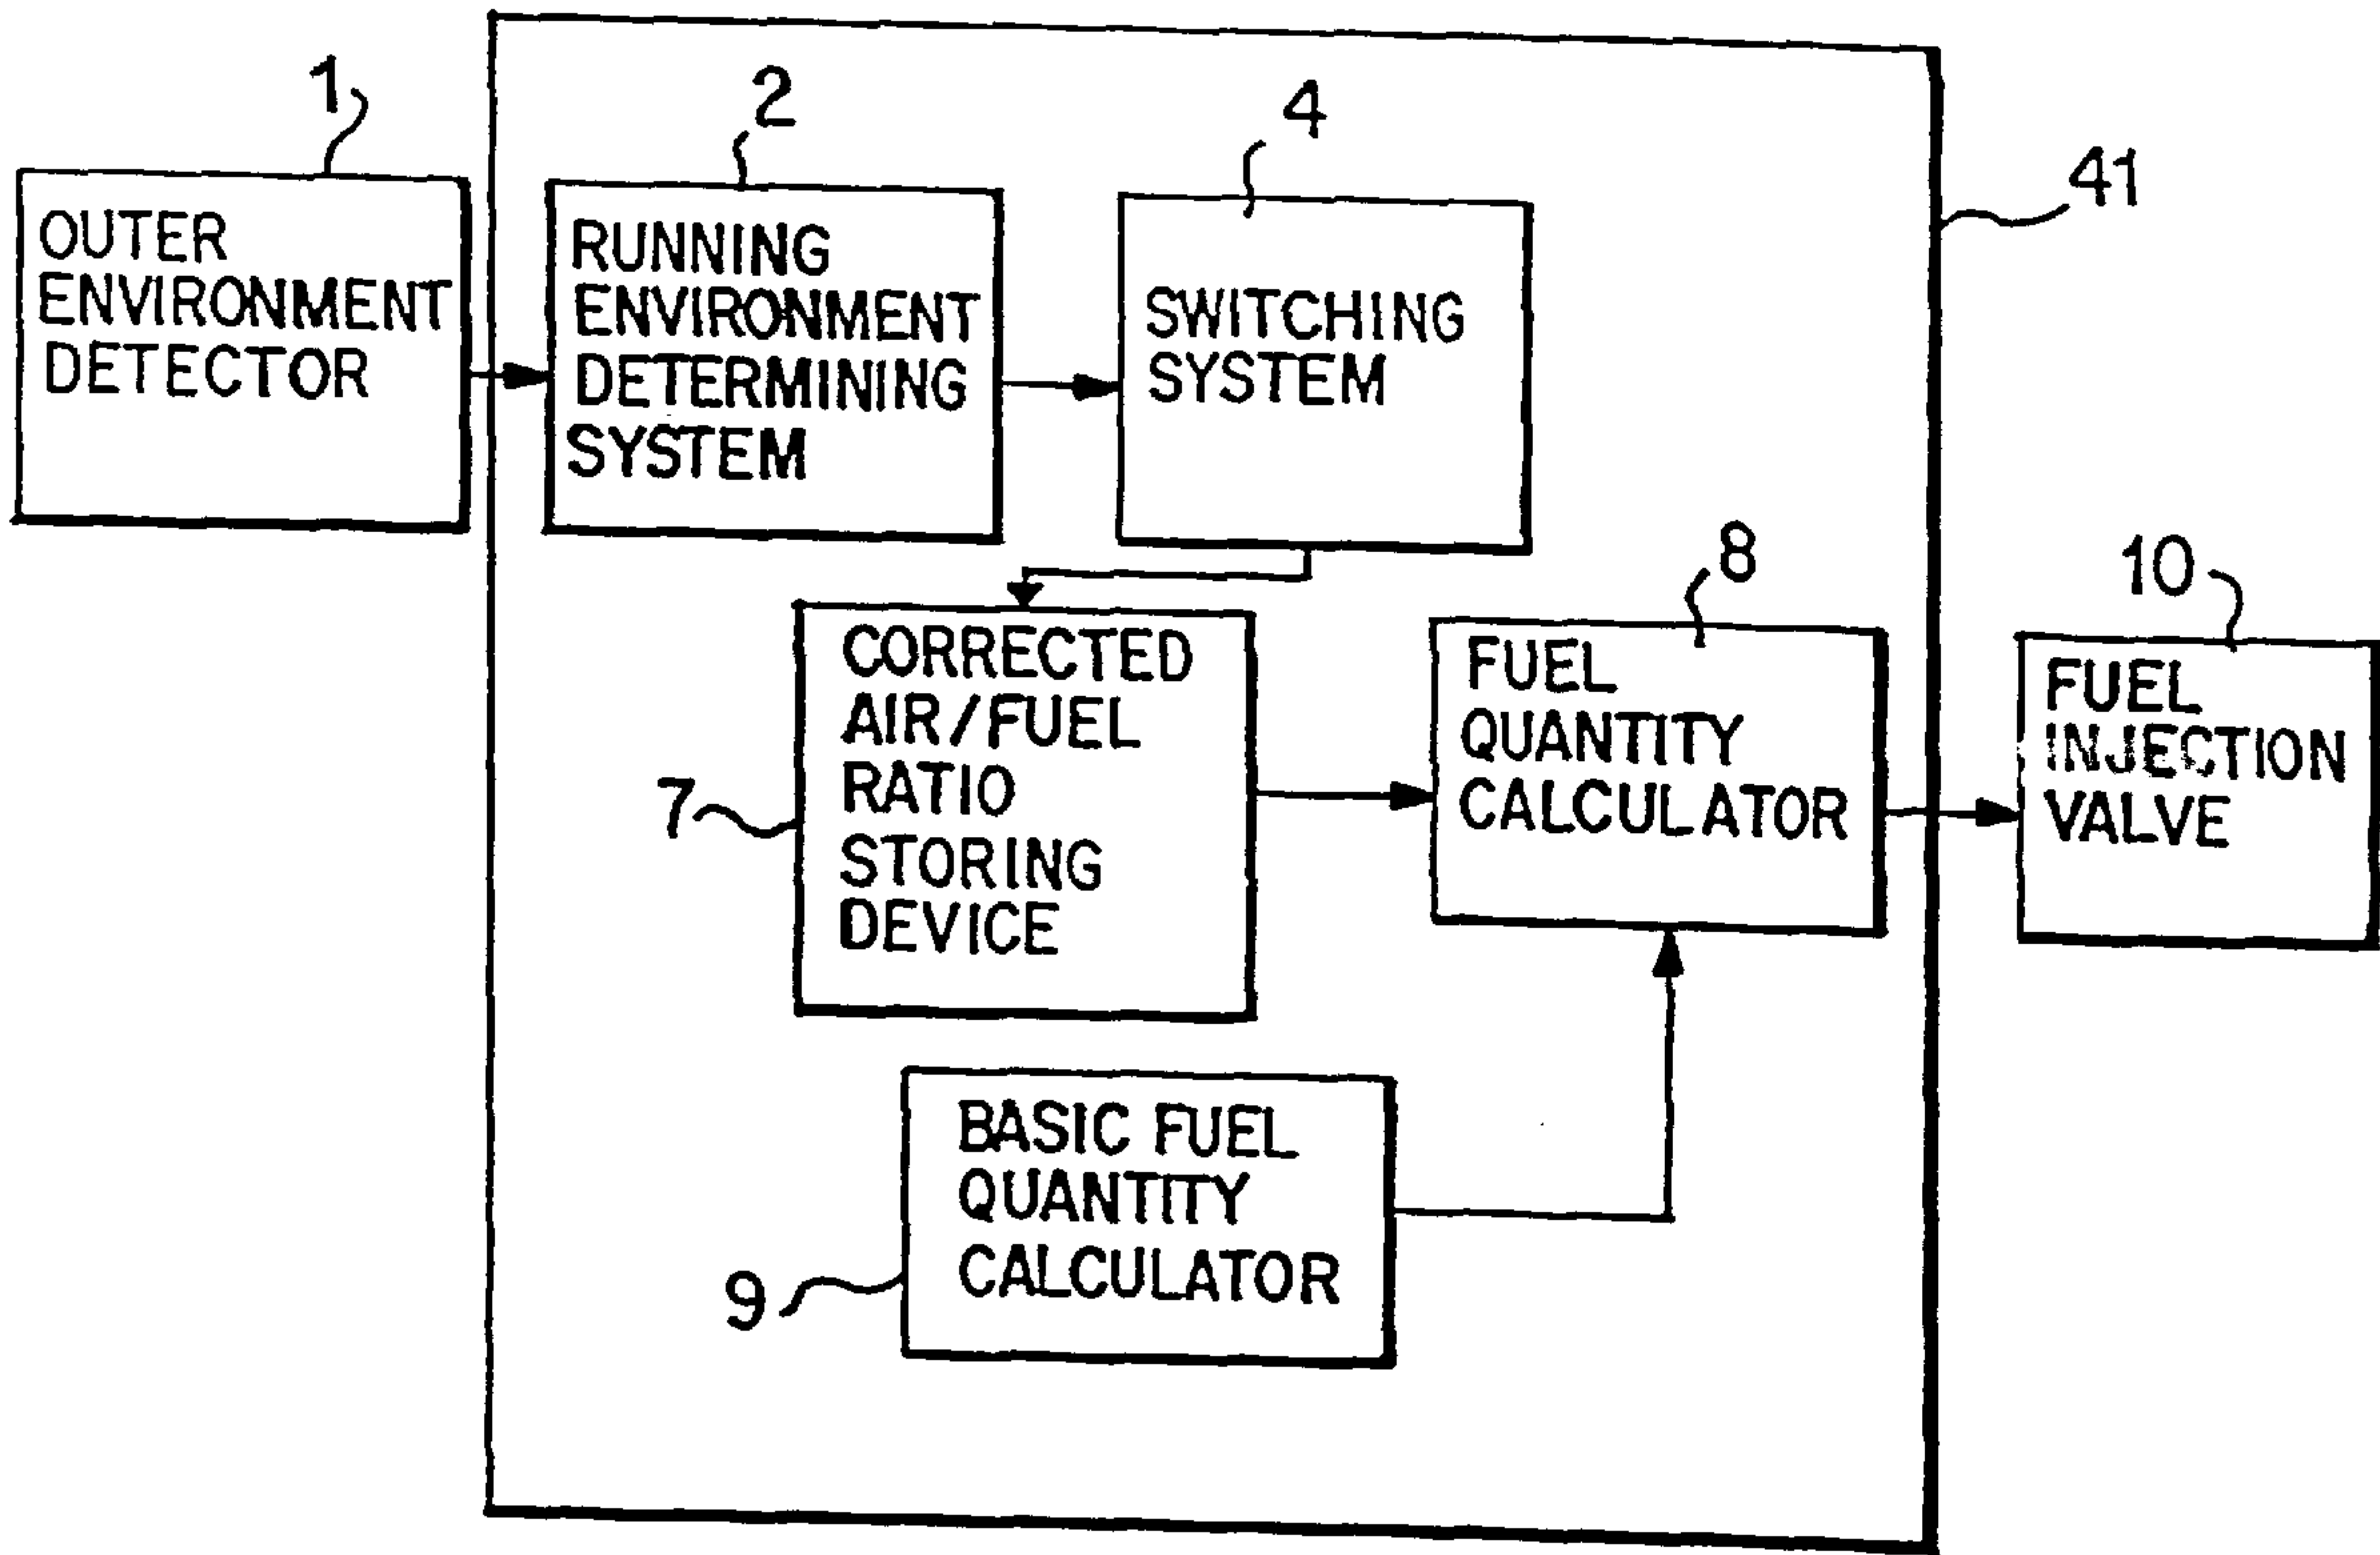 1
2
4
41
OUTER
ENVIRONMENT
DETECTOR
RUNNING
ENVIRONMENT
DETERMINING
SYSTEM
SWITCHING
SYSTEM
7
CORRECTED
AIR/FUEL
RATIO
STORING
DEVICE
8
FUEL
QUANTITY
CALCULATOR
10
FUEL
INJECTION
VALVE
9
BASIC FUEL
QUANTITY
CALCULATOR